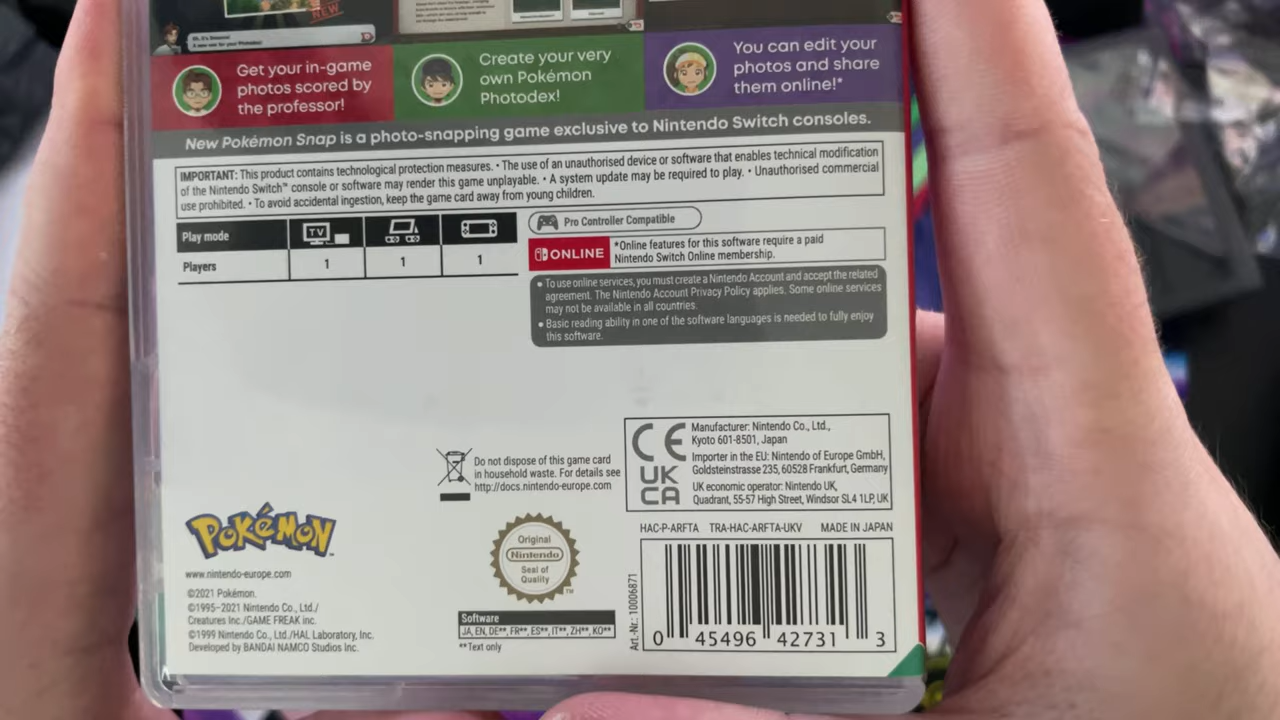 NEW
Get your in-game
photos scored by
the professor!
Create your very
own Pokémon
Photodex!
You can edit your
photos and share
them online!*
New Pokémon Snap is a photo-snapping game exclusive to Nintendo Switch consoles.
IMPORTANT: This product contains technological protection measures. • The use of an unauthorised device or software that enables technical modification
of the Nintendo Switch™ console or software may render this game unplayable. • A system update may be required to play. • Unauthorised commercial
use prohibited. • To avoid accidental ingestion, keep the game card away from young children.
Play mode
TV
Players 1 1 1
Pro Controller Compatible
ONLINE
*Online features for this software require a paid
Nintendo Switch Online membership.
• To use online services, you must create a Nintendo Account and accept the related
agreement. The Nintendo Account Privacy Policy applies. Some online services
may not be available in all countries.
• Basic reading ability in one of the software languages is needed to fully enjoy
this software.
Do not dispose of this game card
in household waste. For details see
http://docs.nintendo-europe.com
CE
UK
CA
Manufacturer: Nintendo Co., Ltd.,
Kyoto 601-8501, Japan
Importer in the EU: Nintendo of Europe GmbH,
Goldsteinstrasse 235, 60528 Frankfurt, Germany
UK economic operator: Nintendo UK,
Quadrant, 55-57 High Street, Windsor SL4 1LP, UK
HAC-P-ARFTA TRA-HAC-ARFTA-UKV MADE IN JAPAN
POKéMON™
www.nintendo-europe.com
©2021 Pokémon.
©1995–2021 Nintendo Co., Ltd./
Creatures Inc./GAME FREAK inc.
©1999 Nintendo Co., Ltd./HAL Laboratory, Inc.
Developed by BANDAI NAMCO Studios Inc.
Original
Nintendo
Seal of
Quality
™
Software
JA, EN, DE**, FR**, ES**, IT**, ZH**, KO**
**Text only
Art.-Nr.: 10006871
0 45496 42731 3